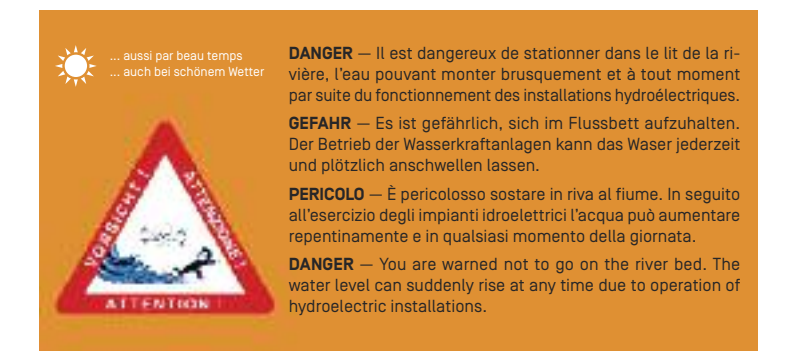 ... aussi par beau temps
... auch bei schönem Wetter
VORSICHT !
ATTENZIONE !
ATTENTION !
DANGER — Il est dangereux de stationner dans le lit de la ri-
vière, l'eau pouvant monter brusquement et à tout moment
par suite du fonctionnement des installations hydroélectriques.
GEFAHR — Es ist gefährlich, sich im Flussbett aufzuhalten.
Der Betrieb der Wasserkraftanlagen kann das Waser jederzeit
und plötzlich anschwellen lassen.
PERICOLO — È pericolosso sostare in riva al fiume. In seguito
all'esercizio degli impianti idroelettrici l'acqua può aumentare
repentinamente e in qualsiasi momento della giornata.
DANGER — You are warned not to go on the river bed. The
water level can suddenly rise at any time due to operation of
hydroelectric installations.